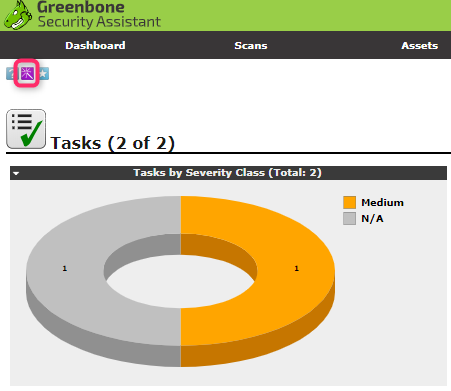 Greenbone
Security Assistant
Dashboard Scans Assets
?
Tasks (2 of 2)
Tasks by Severity Class (Total: 2)
Medium
N/A
1 1